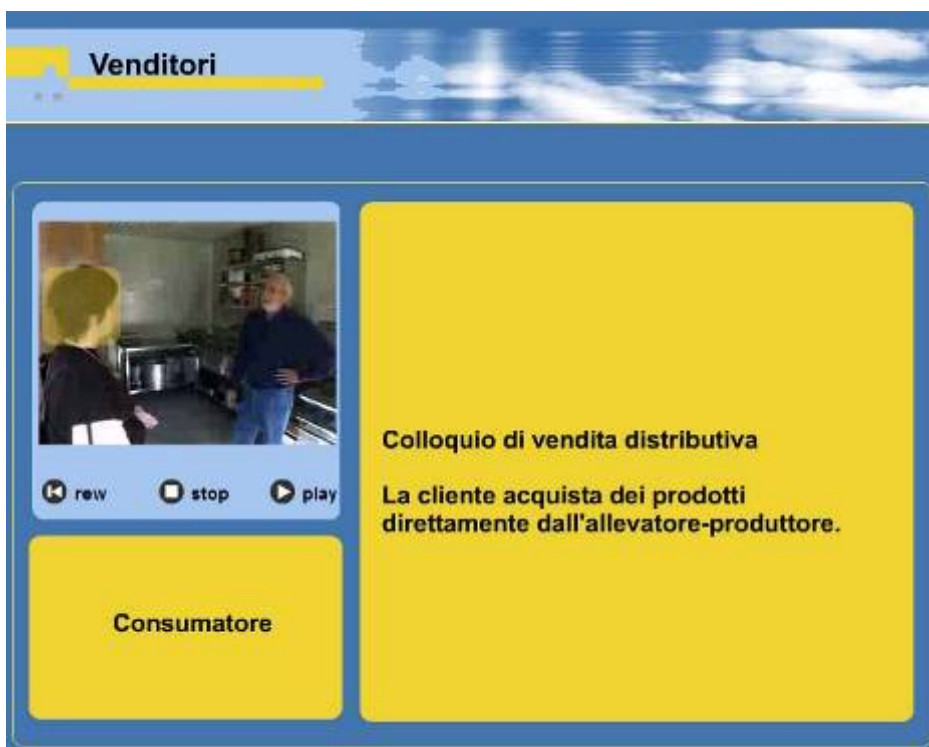 Venditori
rew stop play
Consumatore
Colloquio di vendita distributiva
La cliente acquista dei prodotti
direttamente dall'allevatore-produttore.